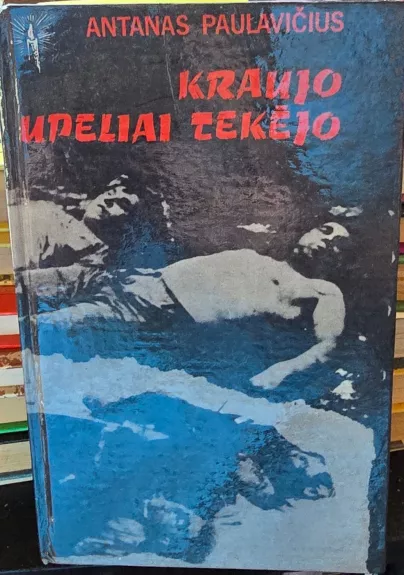 ANTANAS PAULAVIČIUS
KRAUJO
UPELIAI TEKĖJO